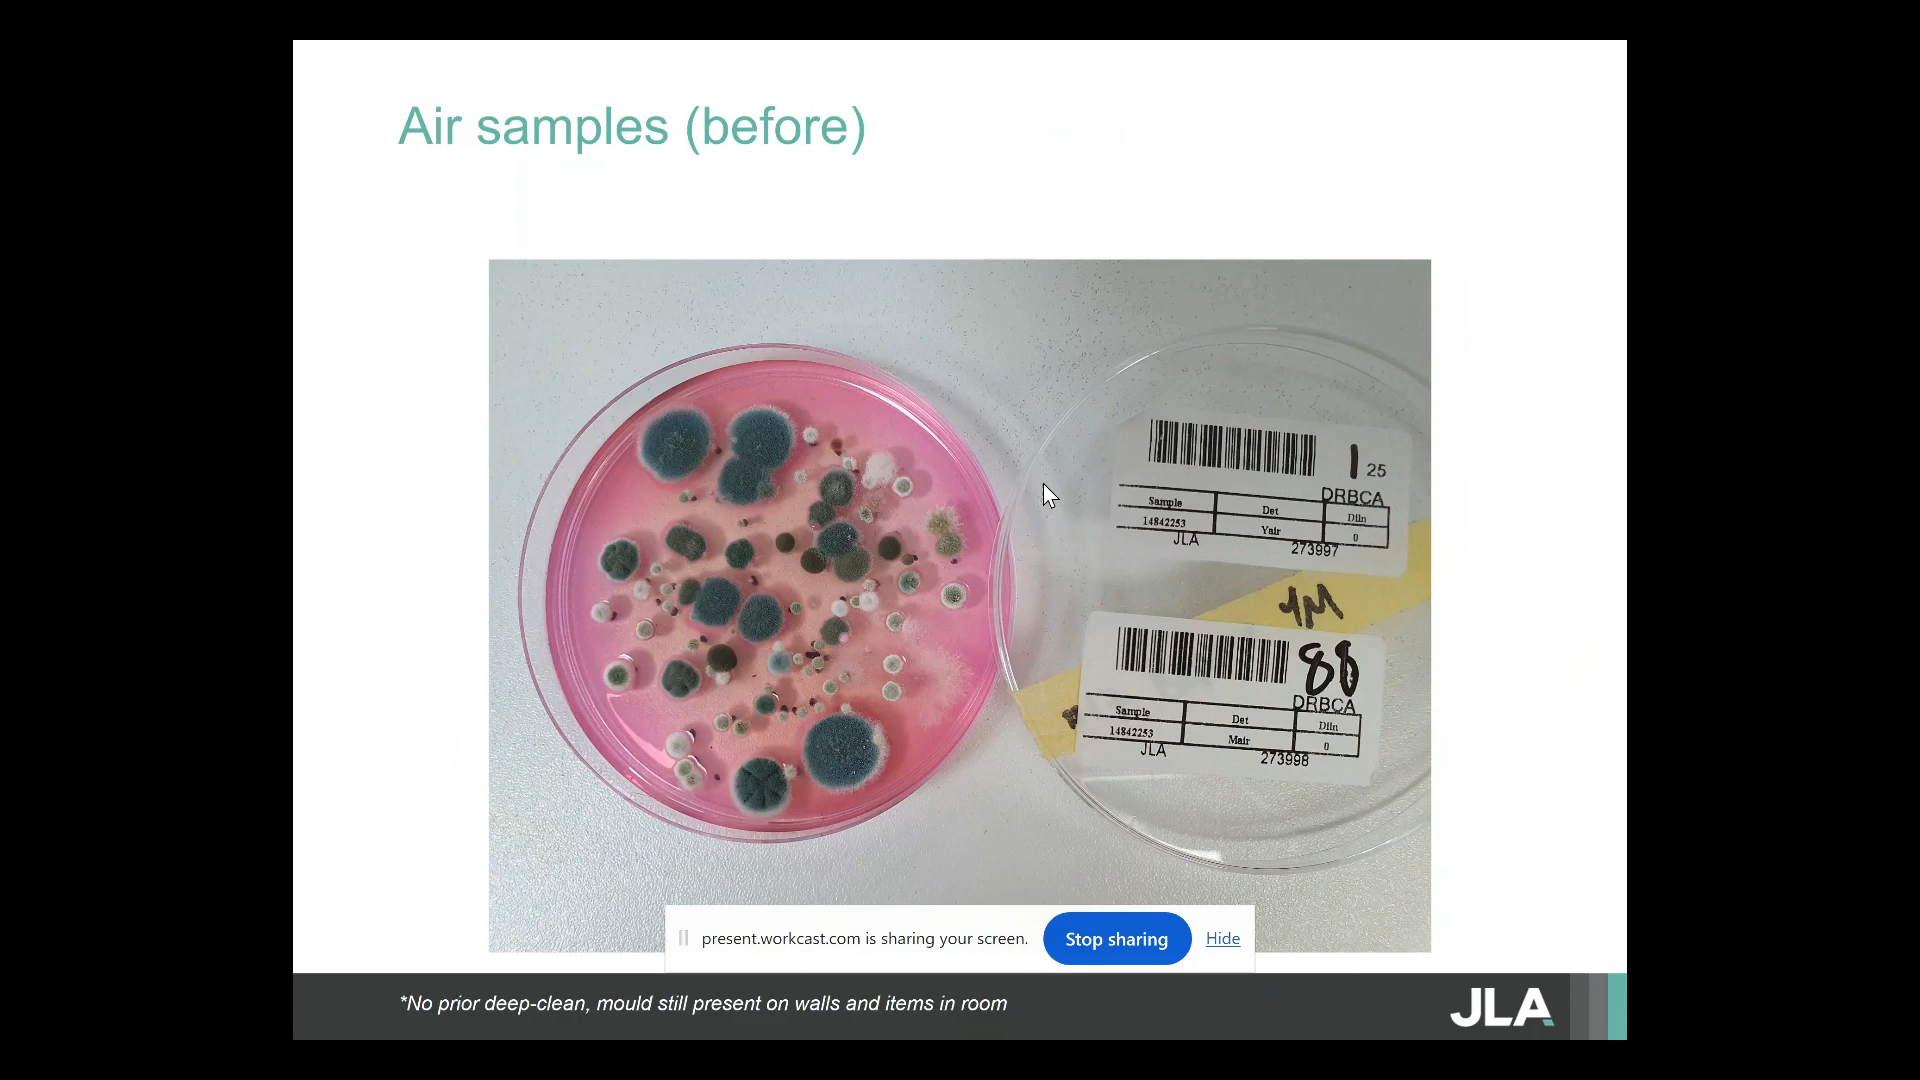 Air samples (before)
1 25
DRBCA
Sample Det Diln
14842253 Yair 0
JLA 273997
1M
88
DRBCA
Sample Det Diln
14842253 Mair 0
JLA 273998
present.workcast.com is sharing your screen. Stop sharing Hide
*No prior deep-clean, mould still present on walls and items in room
JLA